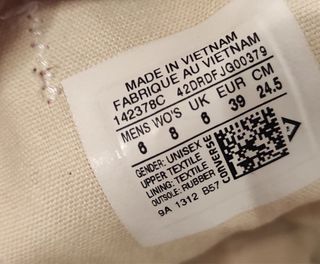 MADE IN VIETNAM
FABRIQUE AU VIETNAM
142378C 42DRDFJG00379
MENS WO'S UK EUR CM
6 8 6 39 24.5
GENDER: UNISEX
UPPER: TEXTILE
LINING: TEXTILE
OUTSOLE: RUBBER
9A 1312 B57
CONVERSE